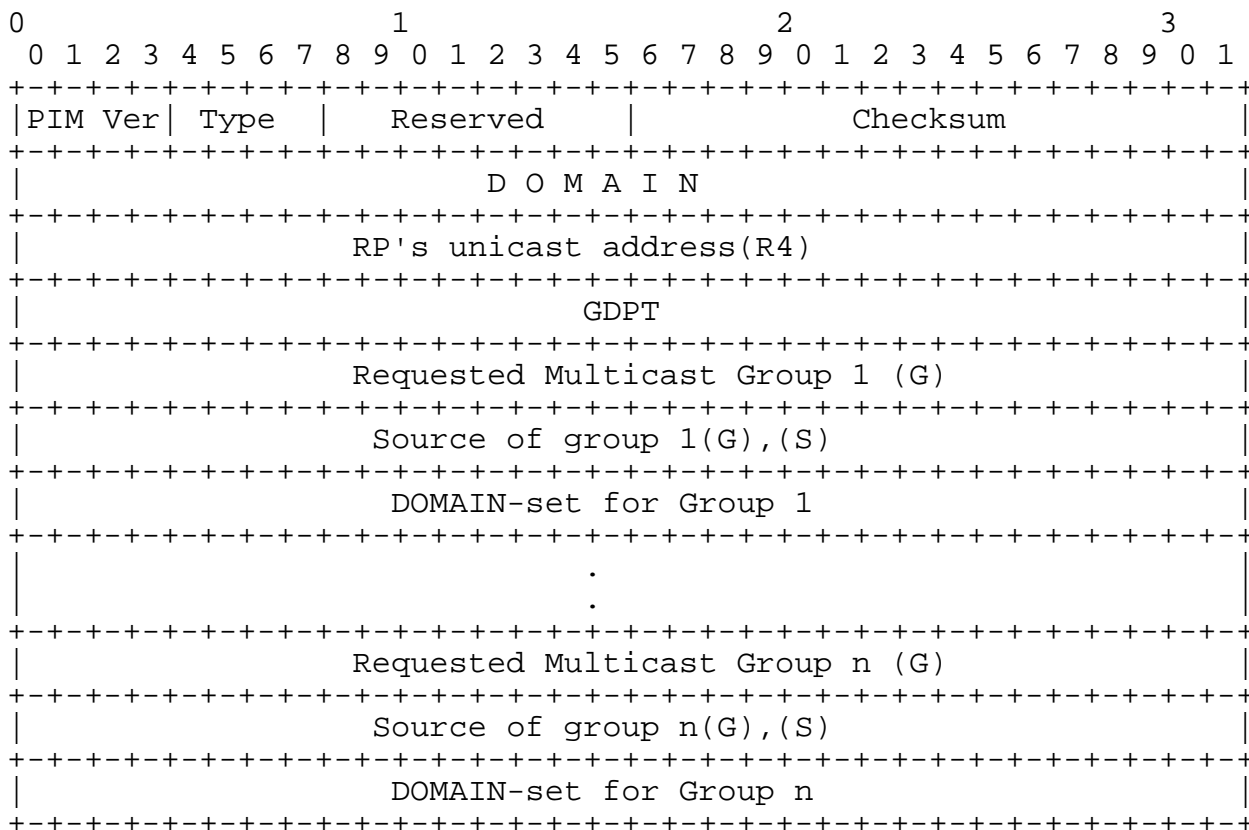 0                   1                   2                   3
 0 1 2 3 4 5 6 7 8 9 0 1 2 3 4 5 6 7 8 9 0 1 2 3 4 5 6 7 8 9 0 1
+-+-+-+-+-+-+-+-+-+-+-+-+-+-+-+-+-+-+-+-+-+-+-+-+-+-+-+-+-+-+-+-+
|PIM Ver| Type  |   Reserved    |           Checksum            |
+-+-+-+-+-+-+-+-+-+-+-+-+-+-+-+-+-+-+-+-+-+-+-+-+-+-+-+-+-+-+-+-+
|                        D O M A I N                            |
+-+-+-+-+-+-+-+-+-+-+-+-+-+-+-+-+-+-+-+-+-+-+-+-+-+-+-+-+-+-+-+-+
|                 RP's unicast address(R4)                      |
+-+-+-+-+-+-+-+-+-+-+-+-+-+-+-+-+-+-+-+-+-+-+-+-+-+-+-+-+-+-+-+-+
|                             GDPT                              |
+-+-+-+-+-+-+-+-+-+-+-+-+-+-+-+-+-+-+-+-+-+-+-+-+-+-+-+-+-+-+-+-+
|                 Requested Multicast Group 1 (G)               |
+-+-+-+-+-+-+-+-+-+-+-+-+-+-+-+-+-+-+-+-+-+-+-+-+-+-+-+-+-+-+-+-+
|                  Source of group 1(G),(S)                     |
+-+-+-+-+-+-+-+-+-+-+-+-+-+-+-+-+-+-+-+-+-+-+-+-+-+-+-+-+-+-+-+-+
|                   DOMAIN-set for Group 1                      |
+-+-+-+-+-+-+-+-+-+-+-+-+-+-+-+-+-+-+-+-+-+-+-+-+-+-+-+-+-+-+-+-+
|                             .                                 |
|                             .                                 |
+-+-+-+-+-+-+-+-+-+-+-+-+-+-+-+-+-+-+-+-+-+-+-+-+-+-+-+-+-+-+-+-+
|                 Requested Multicast Group n (G)               |
+-+-+-+-+-+-+-+-+-+-+-+-+-+-+-+-+-+-+-+-+-+-+-+-+-+-+-+-+-+-+-+-+
|                  Source of group n(G),(S)                     |
+-+-+-+-+-+-+-+-+-+-+-+-+-+-+-+-+-+-+-+-+-+-+-+-+-+-+-+-+-+-+-+-+
|                   DOMAIN-set for Group n                      |
+-+-+-+-+-+-+-+-+-+-+-+-+-+-+-+-+-+-+-+-+-+-+-+-+-+-+-+-+-+-+-+-+